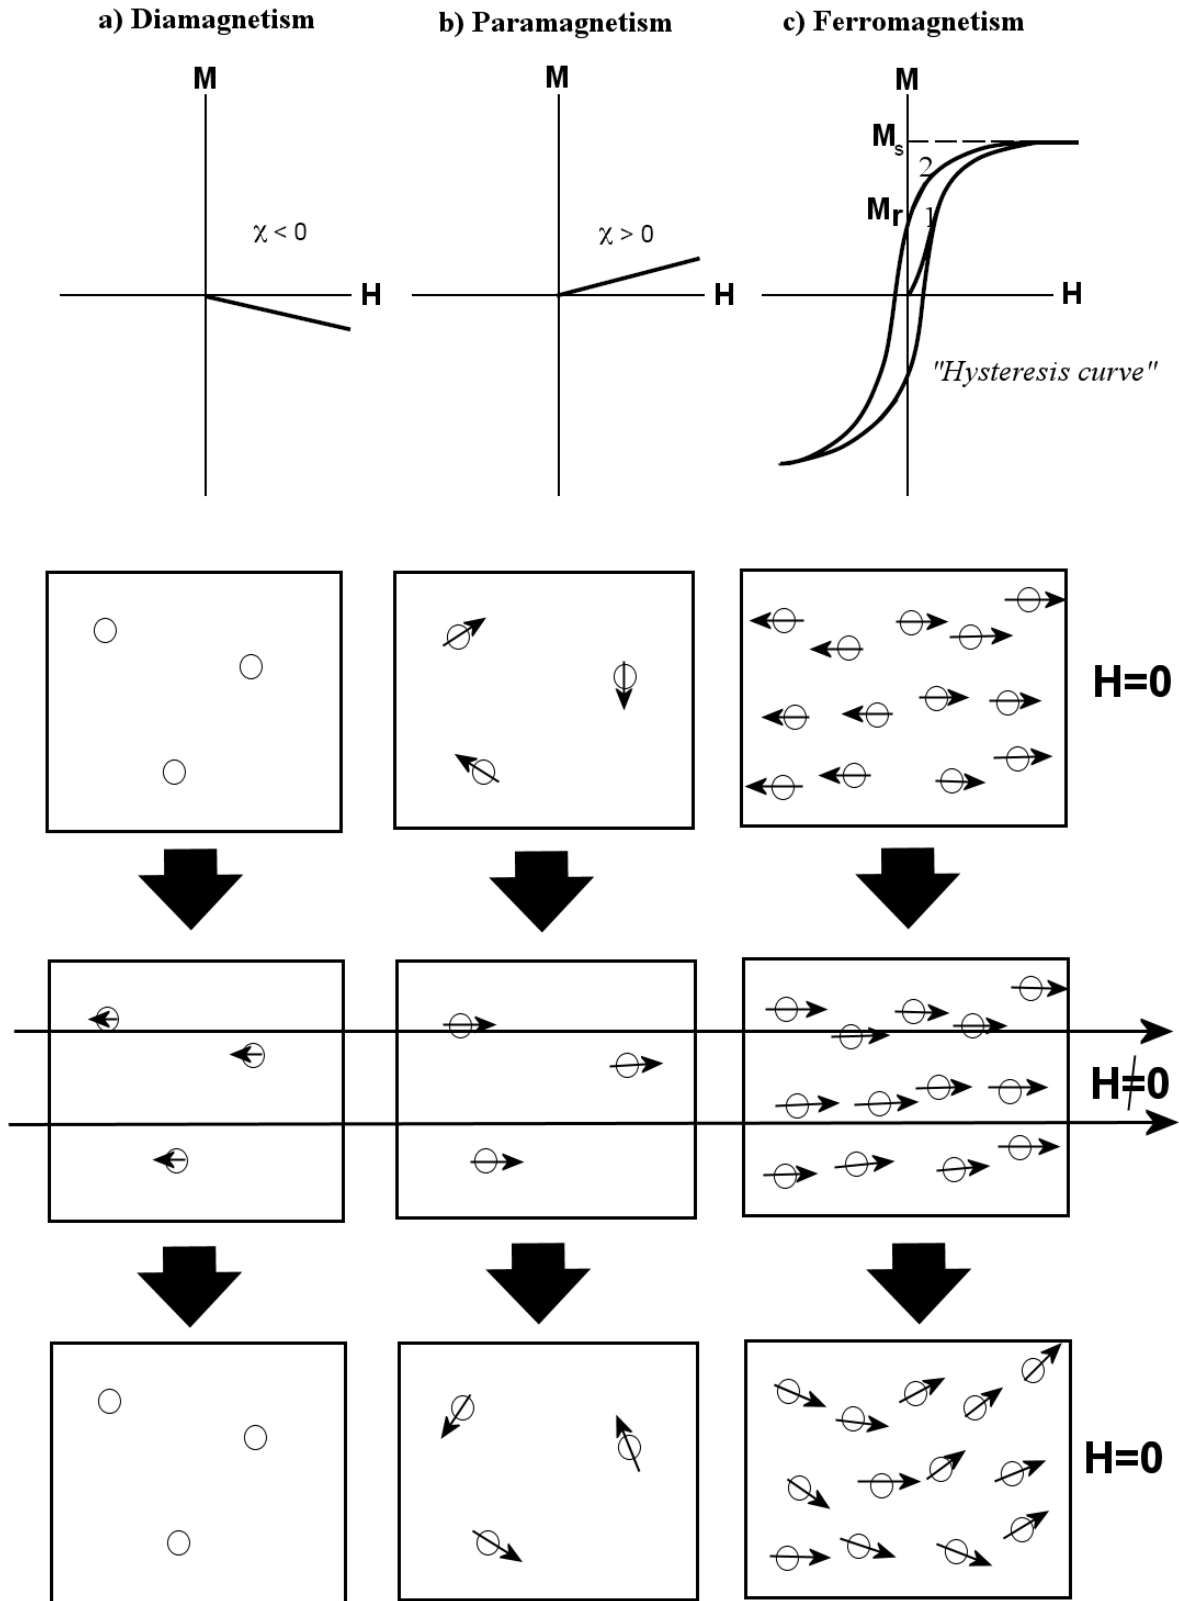 a) Diamagnetism
b) Paramagnetism
c) Ferromagnetism
M
M
M
Ms
2
Mr
1
χ < 0
χ > 0
H
H
H
"Hysteresis curve"
H=0
H≠0
H=0